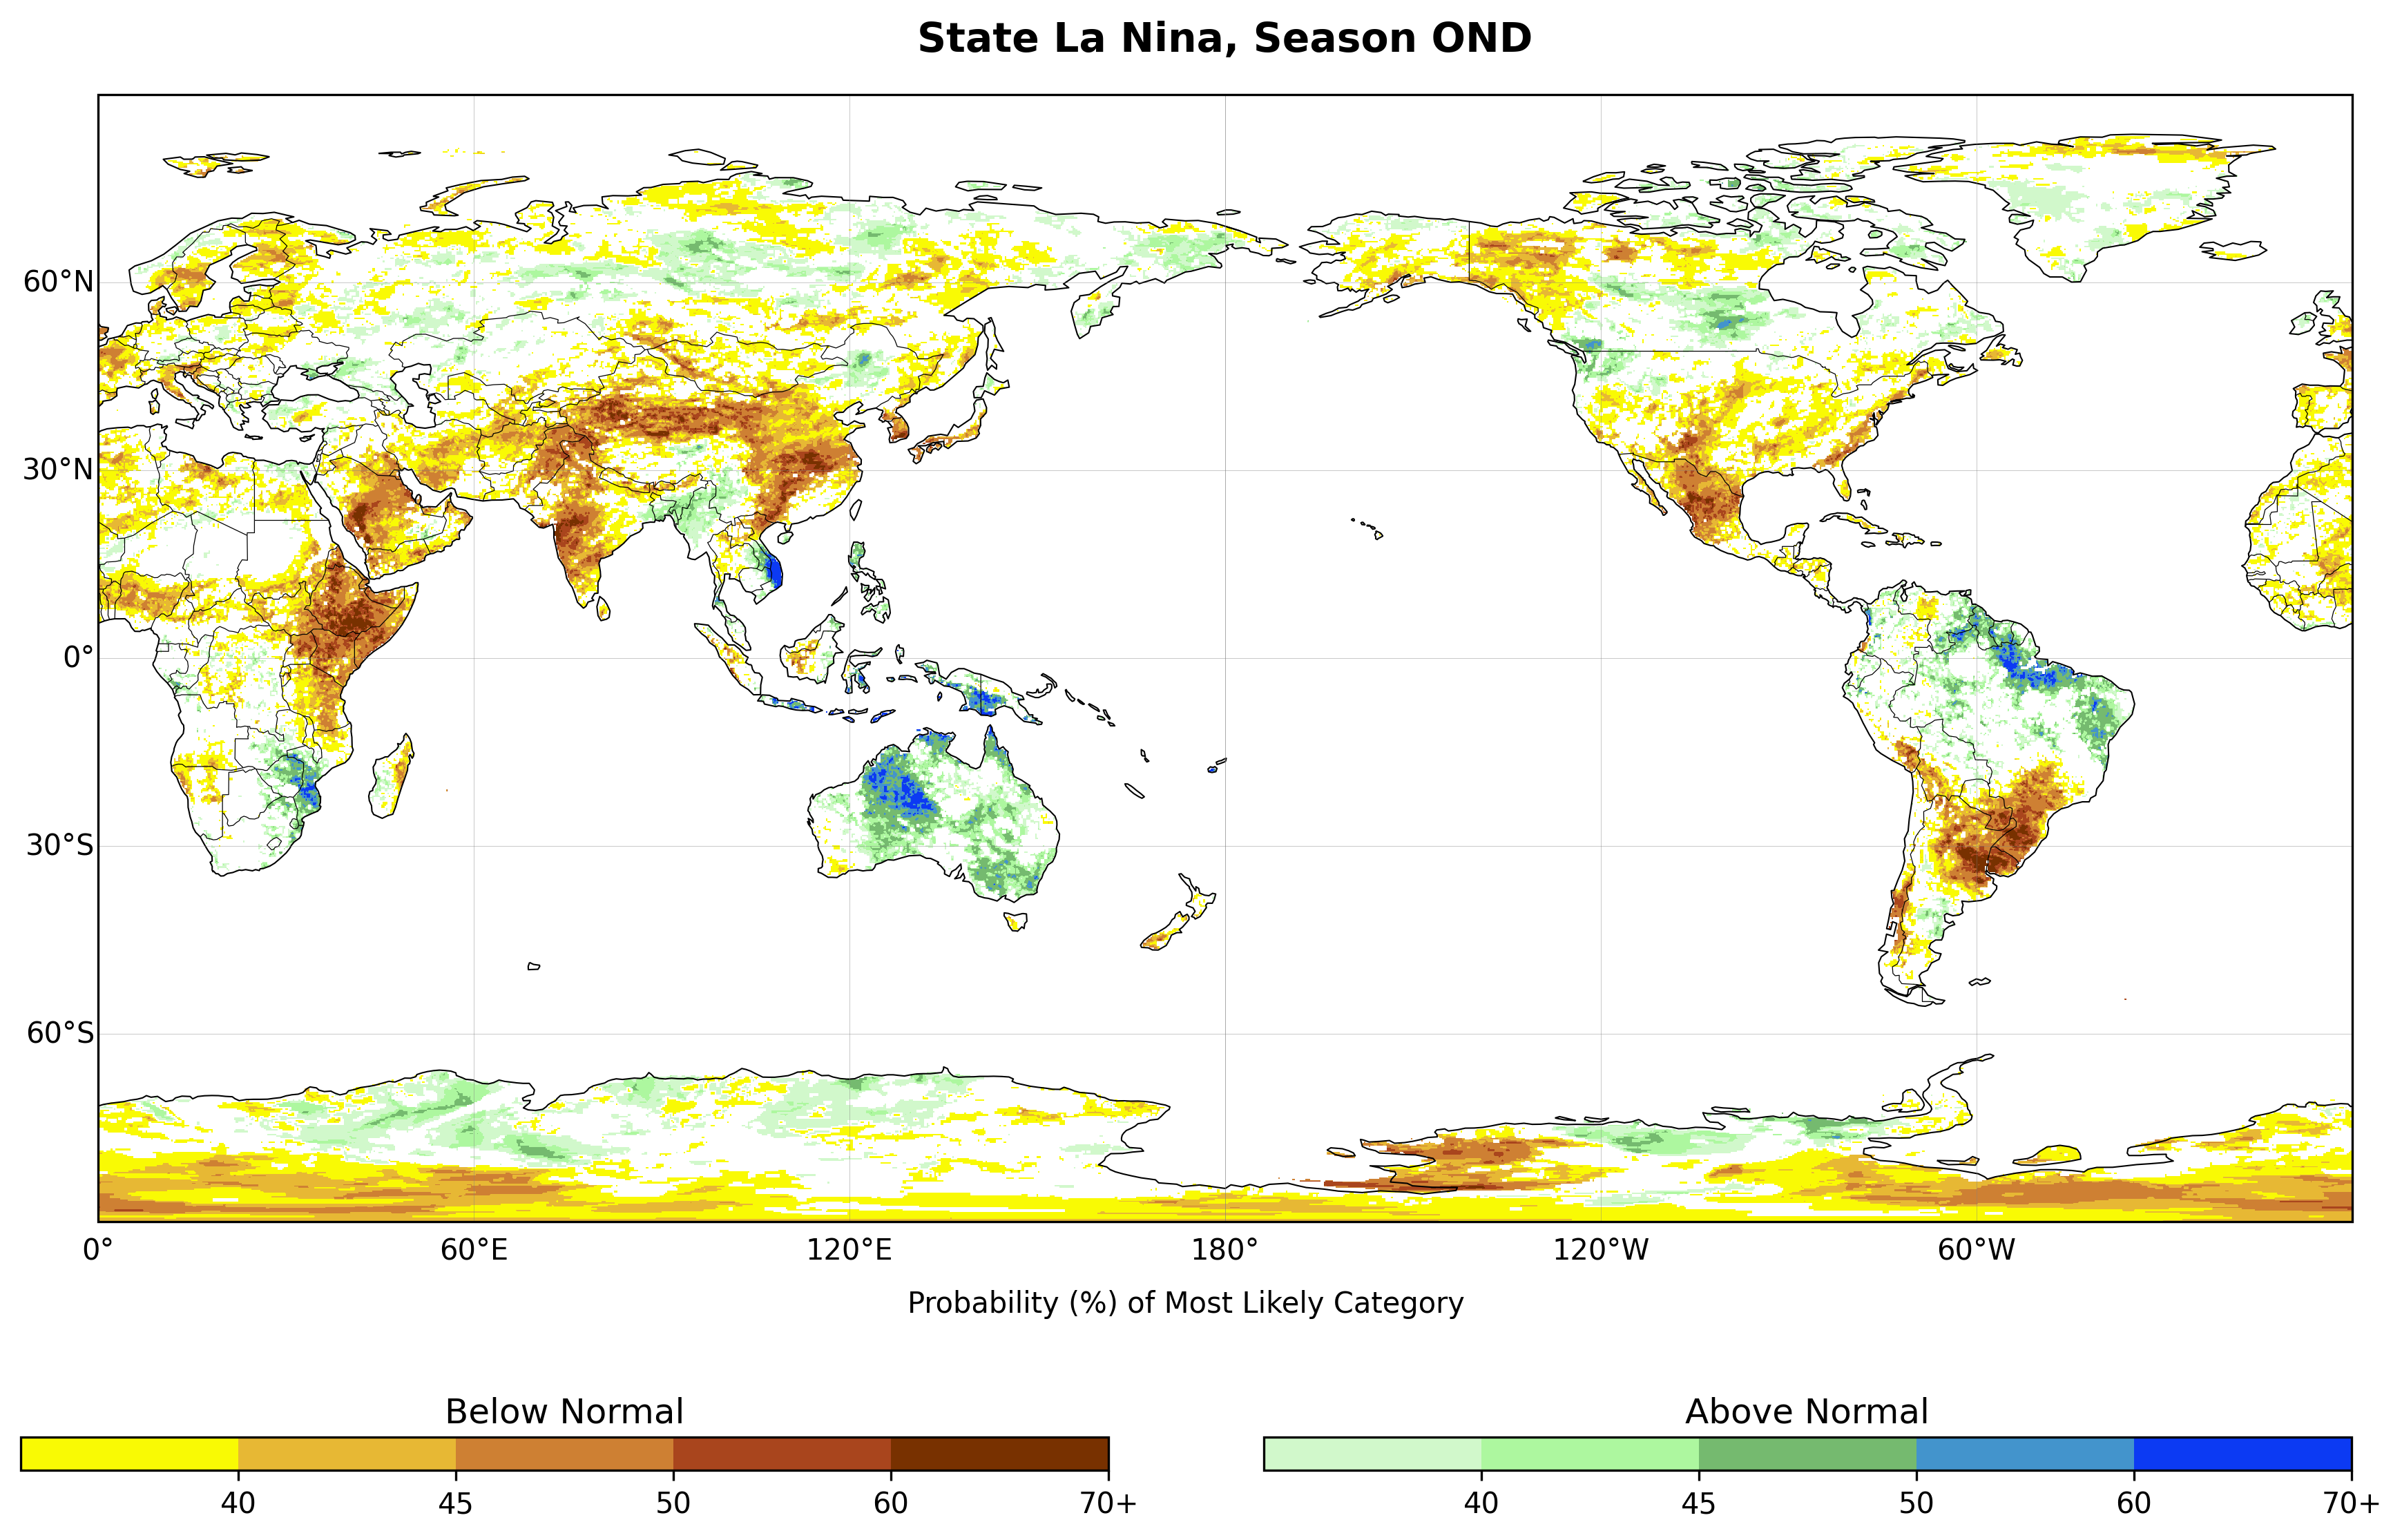 State La Nina, Season OND
60°N
30°N
0°
30°S
60°S
0° 60°E 120°E 180° 120°W 60°W
Probability (%) of Most Likely Category
Below Normal
40 45 50 60 70+
Above Normal
40 45 50 60 70+